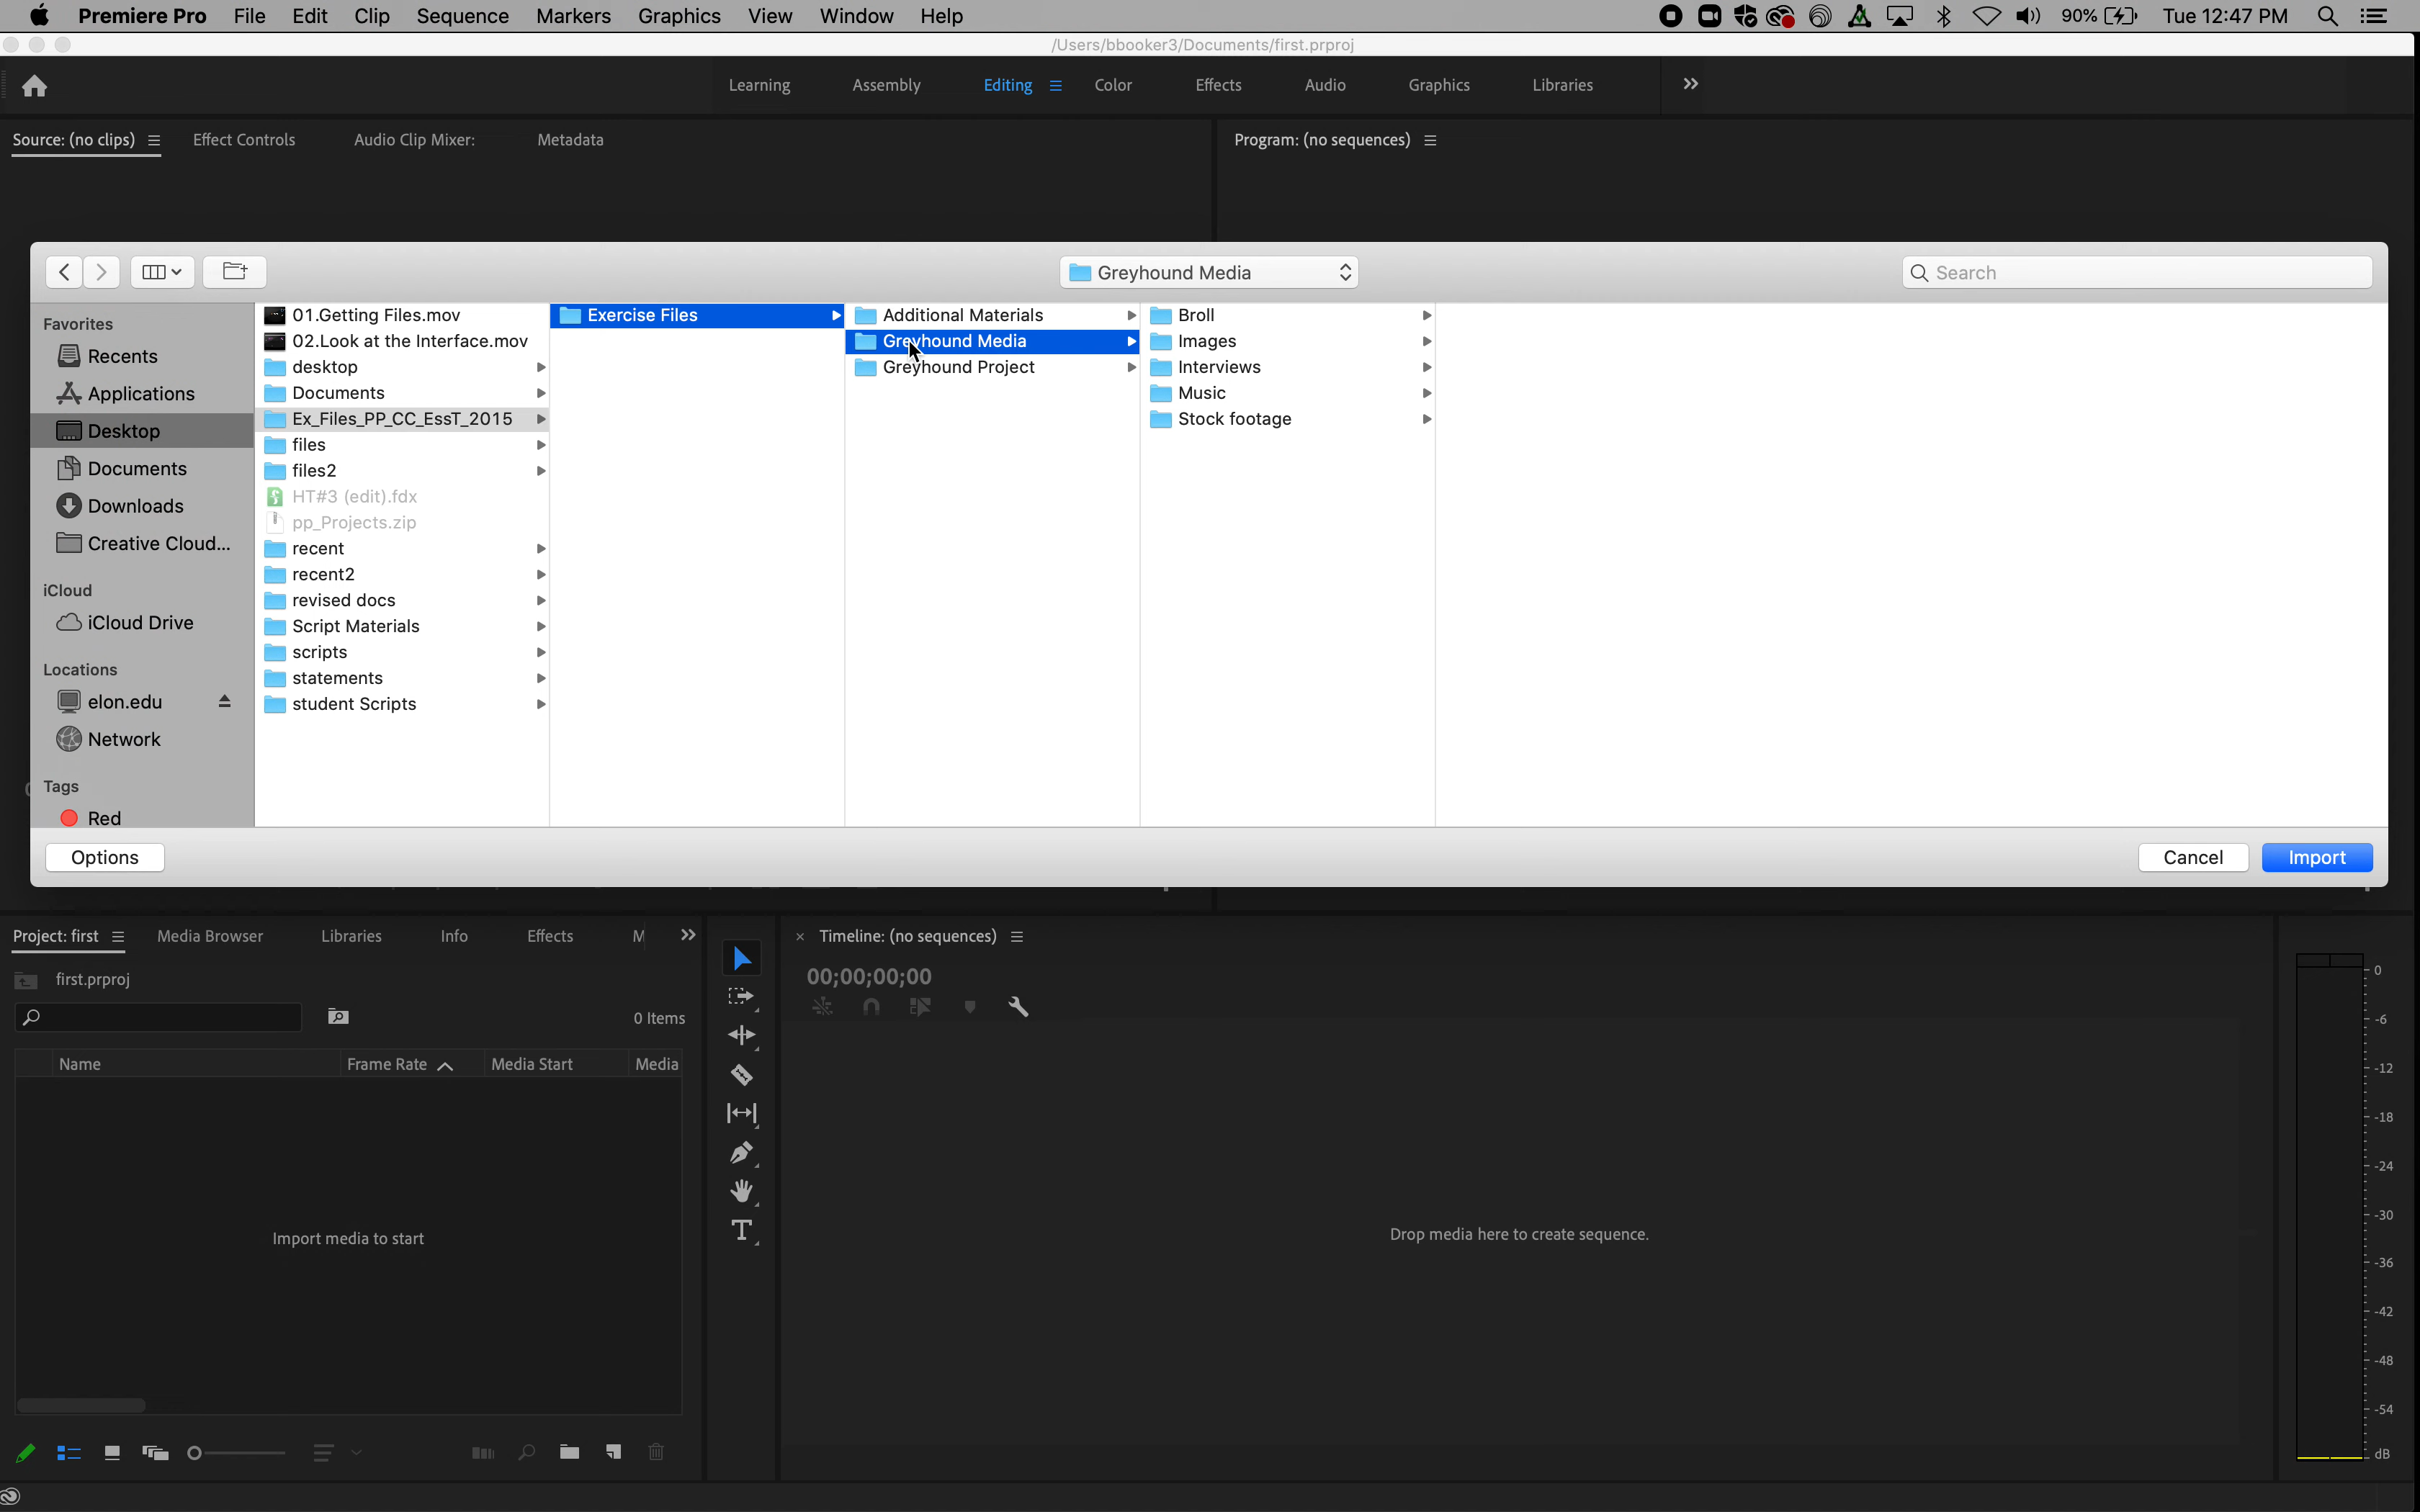 Premiere Pro File Edit Clip Sequence Markers Graphics View Window Help 90% Tue 12:47 PM
/Users/bbooker3/Documents/first.prproj
Learning Assembly Editing Color Effects Audio Graphics Libraries
Source: (no clips) Effect Controls Audio Clip Mixer: Metadata
Program: (no sequences)
Greyhound Media
Search
Favorites
Recents
Applications
Desktop
Documents
Downloads
Creative Cloud...
iCloud
iCloud Drive
Locations
elon.edu
Network
Tags
Red
01.Getting Files.mov
02.Look at the Interface.mov
desktop
Documents
Ex_Files_PP_CC_EssT_2015
files
files2
HT#3 (edit).fdx
pp_Projects.zip
recent
recent2
revised docs
Script Materials
scripts
statements
student Scripts
Exercise Files
Additional Materials
Greyhound Media
Greyhound Project
Broll
Images
Interviews
Music
Stock footage
Options
Cancel
Import
Project: first Media Browser Libraries Info Effects M
first.prproj
0 Items
Name Frame Rate Media Start Media
Import media to start
Timeline: (no sequences)
00;00;00;00
Drop media here to create sequence.
0
-6
-12
-18
-24
-30
-36
-42
-48
-54
dB